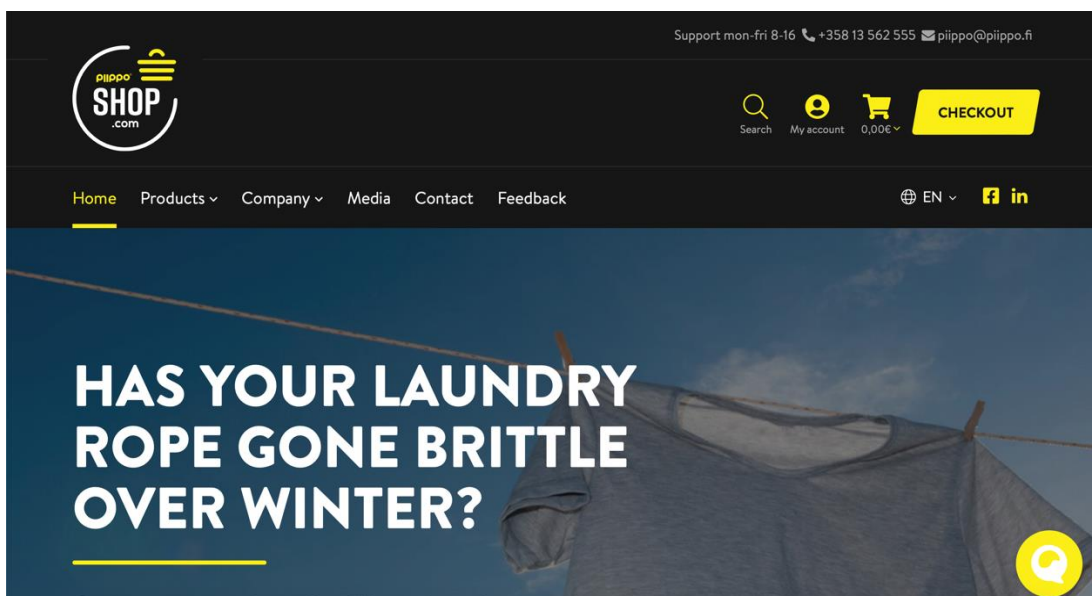 Support mon-fri 8-16 +358 13 562 555 piippo@piippo.fi
piippo
SHOP
.com
Search
My account
0,00€
CHECKOUT
Home Products Company Media Contact Feedback
EN
HAS YOUR LAUNDRY
ROPE GONE BRITTLE
OVER WINTER?